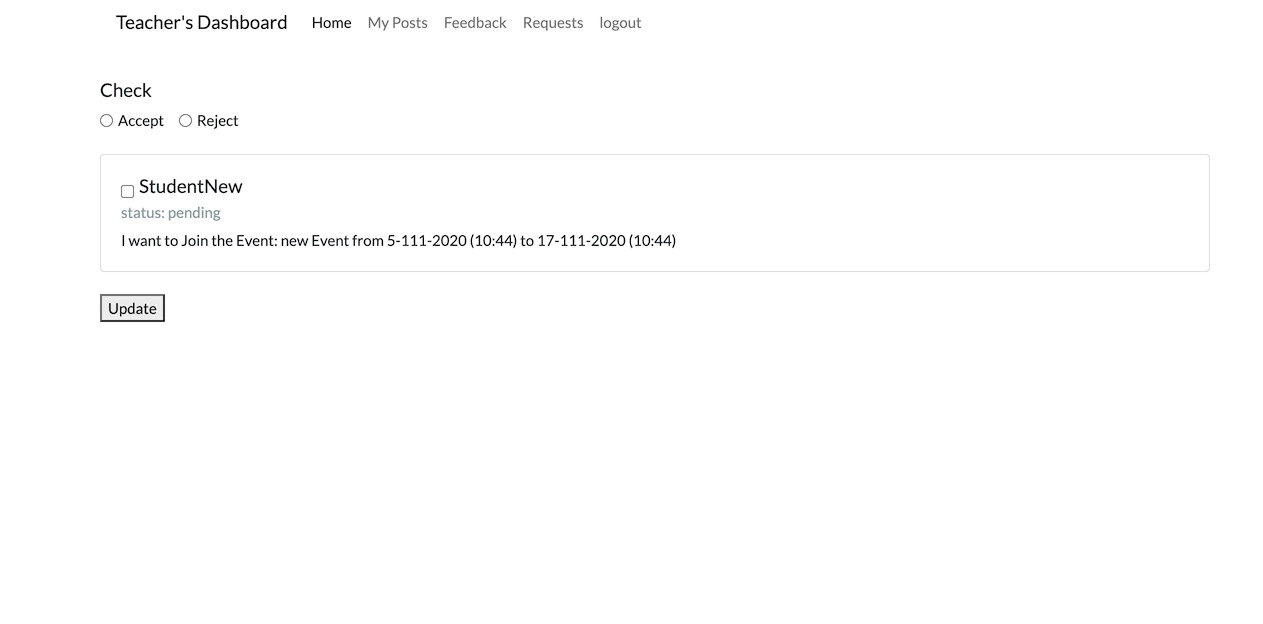 Teacher's Dashboard Home My Posts Feedback Requests logout
Check
Accept Reject
StudentNew
status: pending
I want to Join the Event: new Event from 5-111-2020 (10:44) to 17-111-2020 (10:44)
Update